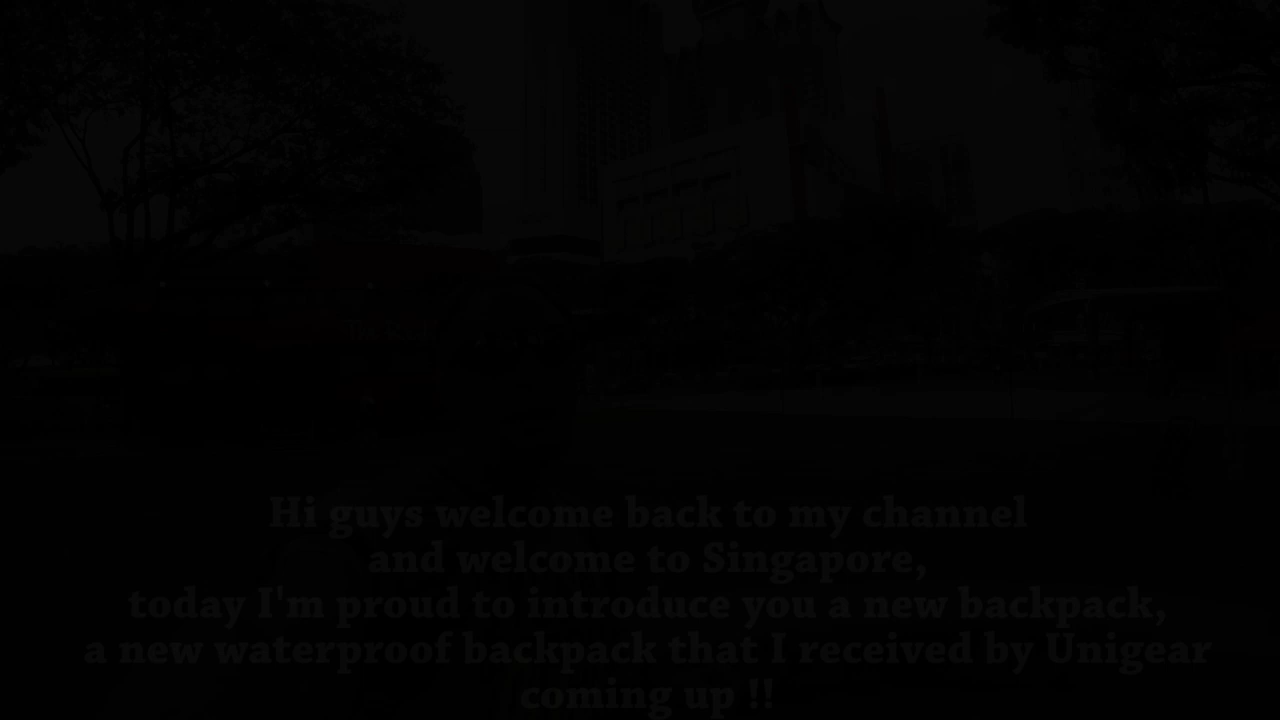 Hi guys welcome back to my channel
and welcome to Singapore,
today I'm proud to introduce you a new backpack,
a new waterproof backpack that I received by Unigear
coming up !!